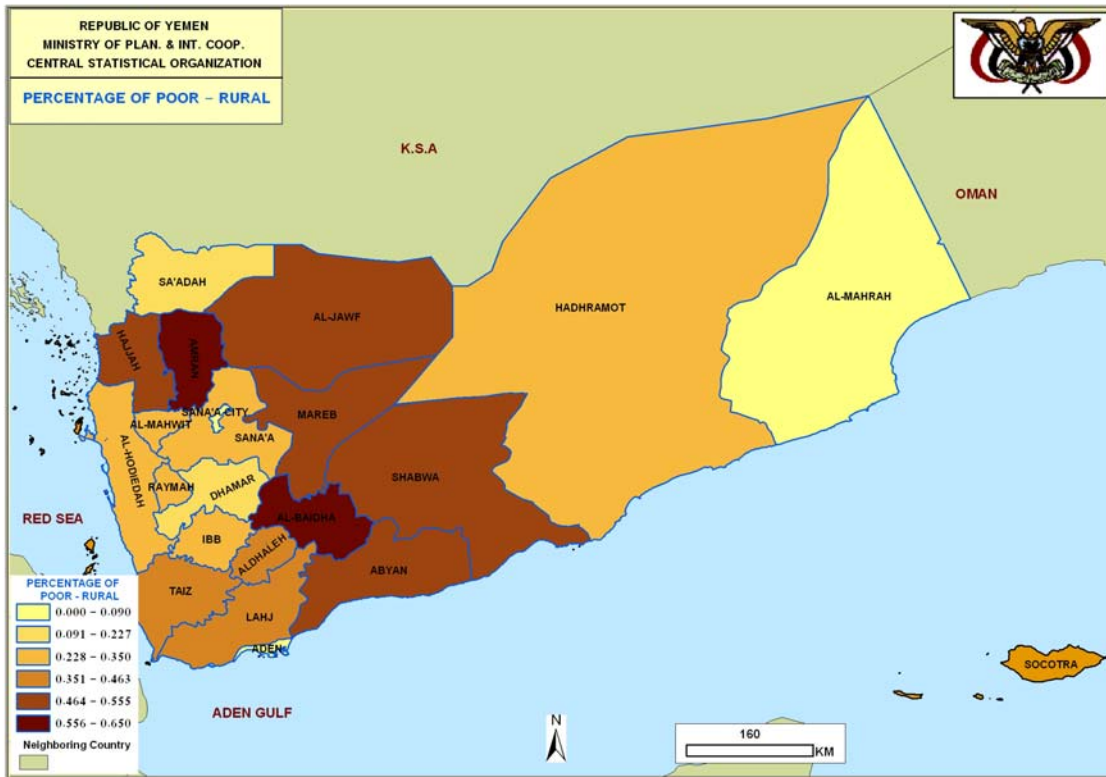 REPUBLIC OF YEMEN
MINISTRY OF PLAN. & INT. COOP.
CENTRAL STATISTICAL ORGANIZATION
PERCENTAGE OF POOR – RURAL
K.S.A
OMAN
SA'ADAH
AL-JAWF
HADHRAMOT
AL-MAHRAH
HAJJAH
AMRAN
SANA'A CITY
MAREB
AL-MAHWIT
SANA'A
AL-HODIEDAH
RAYMAH
DHAMAR
SHABWA
RED SEA
AL-BAIDHA
IBB
ALDHALEH
ABYAN
TAIZ
LAHJ
ADEN
SOCOTRA
ADEN GULF
PERCENTAGE OF
POOR - RURAL
0.000 – 0.090
0.091 – 0.227
0.228 – 0.350
0.351 – 0.463
0.464 – 0.555
0.556 – 0.650
Neighboring Country
N
160
KM